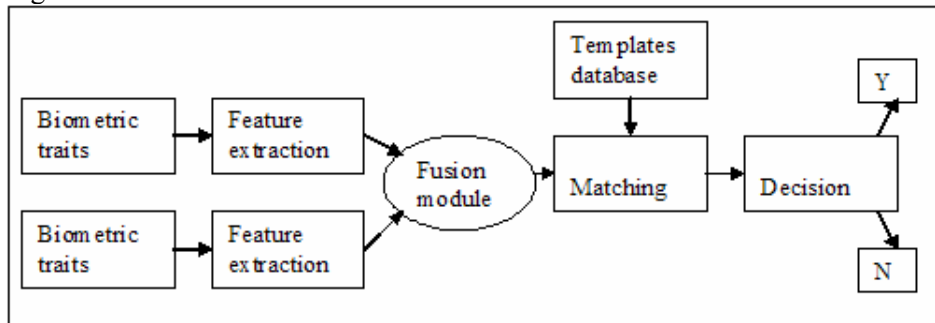 Templates
database
Y
Biometric
traits
Feature
extraction
Fusion
module
Matching
Decision
Biometric
traits
Feature
extraction
N